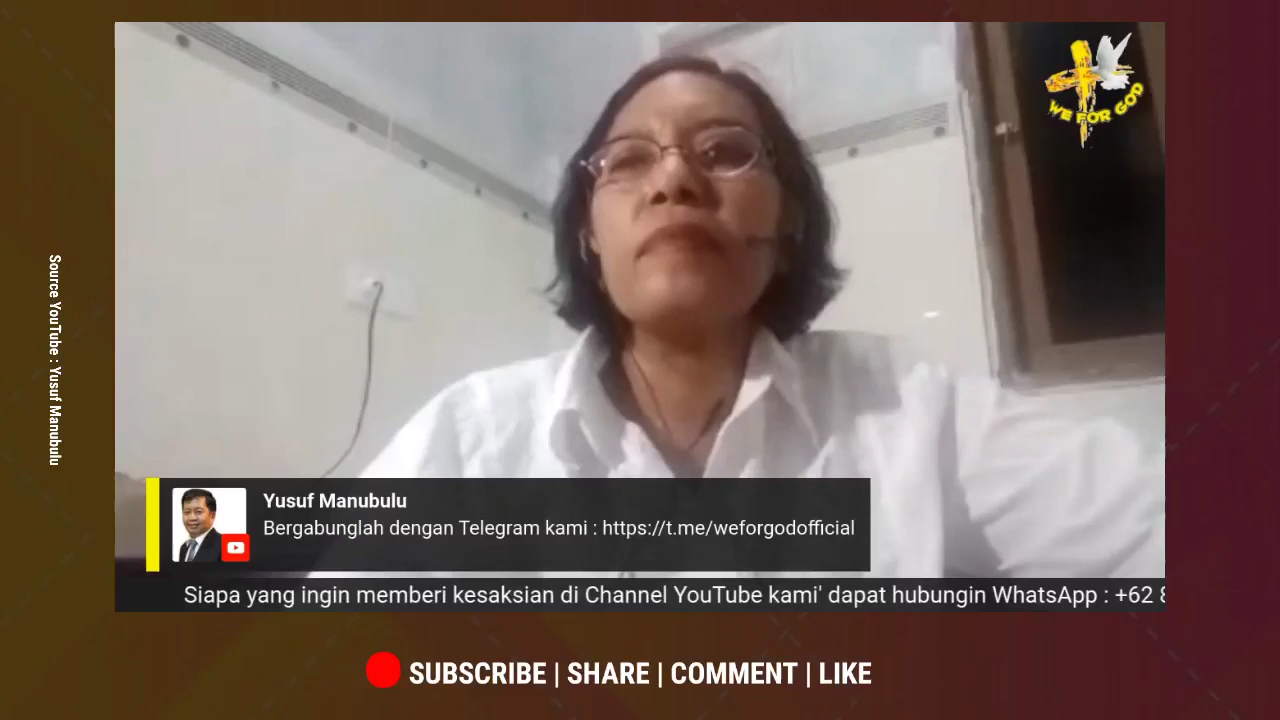 WE FOR GOD
Source YouTube : Yusuf Manubulu
Yusuf Manubulu
Bergabunglah dengan Telegram kami : https://t.me/weforgodofficial
Siapa yang ingin memberi kesaksian di Channel YouTube kami' dapat hubungin WhatsApp : +62
SUBSCRIBE | SHARE | COMMENT | LIKE